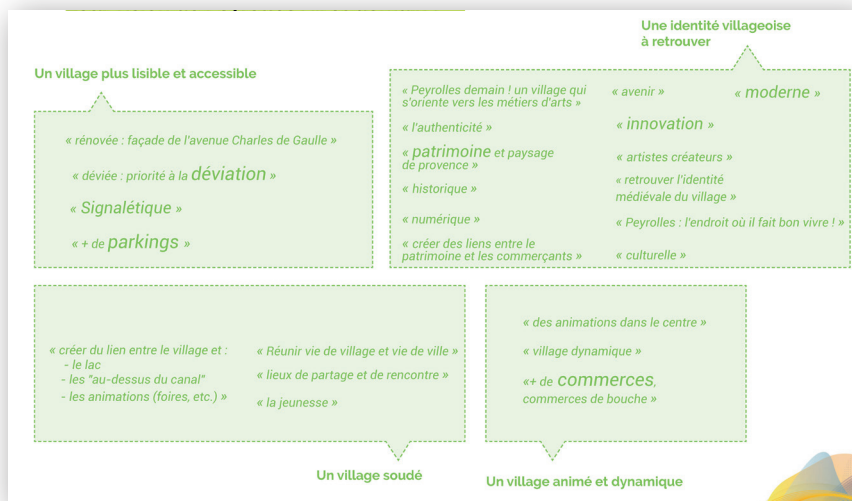 Un village plus lisible et accessible
« rénovée : façade de l'avenue Charles de Gaulle »
« déviée : priorité à la déviation »
« Signalétique »
« + de parkings »
Une identité villageoise
à retrouver
« Peyrolles demain ! un village qui
s'oriente vers les métiers d'arts »
« l'authenticité »
« patrimoine et paysage
de provence »
« historique »
« numérique »
« créer des liens entre le
patrimoine et les commerçants »
« avenir »
« moderne »
« innovation »
« artistes créateurs »
« retrouver l'identité
médiévale du village »
« Peyrolles : l'endroit où il fait bon vivre ! »
« culturelle »
« créer du lien entre le village et :
- le lac
- les "au-dessus du canal"
- les animations (foires, etc.) »
« Réunir vie de village et vie de ville »
« lieux de partage et de rencontre »
« la jeunesse »
Un village soudé
« des animations dans le centre »
« village dynamique »
«+ de commerces,
commerces de bouche »
Un village animé et dynamique